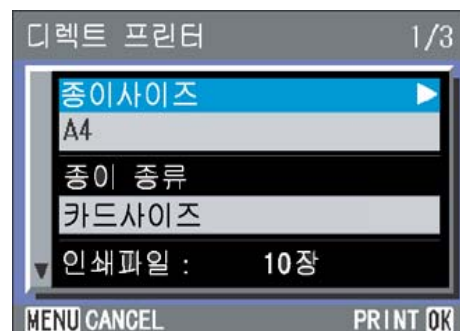 디렉트 프린터 1/3
종이사이즈
A4
종이 종류
카드사이즈
인쇄파일 : 10장
MENU CANCEL PRINT OK